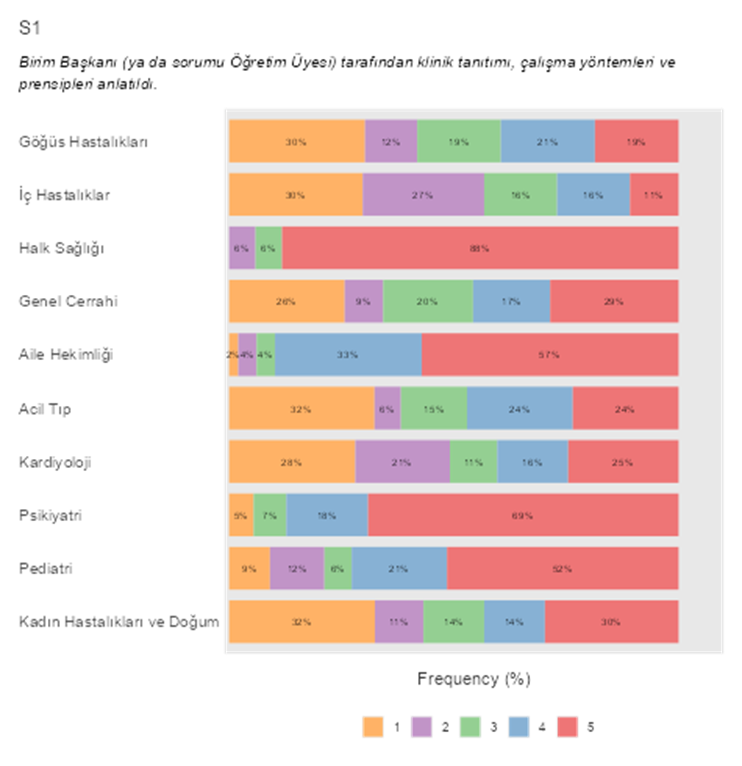 S1
Birim Başkanı (ya da sorumu Öğretim Üyesi) tarafından klinik tanıtımı, çalışma yöntemleri ve
prensipleri anlatıldı.
Göğüs Hastalıkları 30% 12% 19% 21% 19%
İç Hastalıklar 30% 27% 16% 16% 11%
Halk Sağlığı 6% 6% 88%
Genel Cerrahi 26% 9% 20% 17% 29%
Aile Hekimliği 2% 4% 4% 33% 57%
Acil Tıp 32% 6% 15% 24% 24%
Kardiyoloji 28% 21% 11% 16% 25%
Psikiyatri 5% 7% 18% 69%
Pediatri 9% 12% 6% 21% 52%
Kadın Hastalıkları ve Doğum 32% 11% 14% 14% 30%
Frequency (%)
1 2 3 4 5